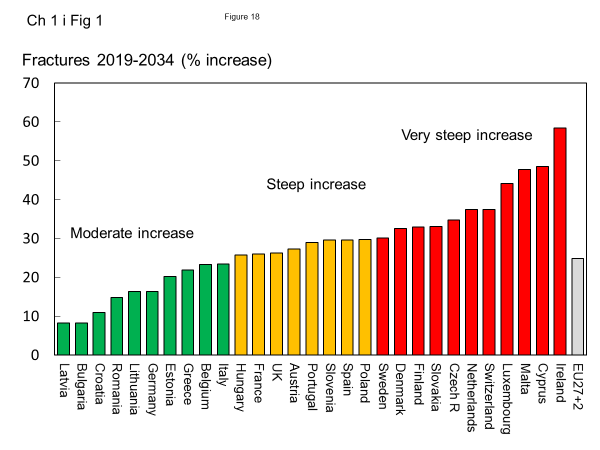 Ch 1 i Fig 1
Figure 18
Fractures 2019-2034 (% increase)
70
60
50
40
30
20
10
0
Very steep increase
Steep increase
Moderate increase
Latvia
Bulgaria
Croatia
Romania
Lithuania
Germany
Estonia
Greece
Belgium
Italy
Hungary
France
UK
Austria
Portugal
Slovenia
Spain
Poland
Sweden
Denmark
Finland
Slovakia
Czech R
Netherlands
Switzerland
Luxembourg
Malta
Cyprus
Ireland
EU27+2